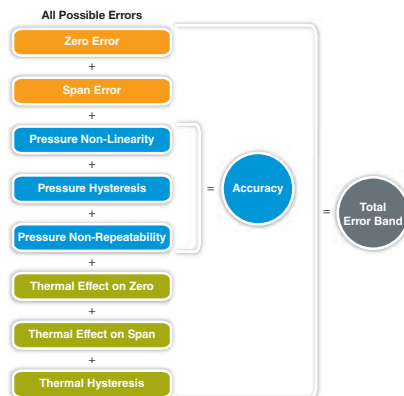 All Possible Errors
Zero Error
+
Span Error
+
Pressure Non-Linearity
+
Pressure Hysteresis
= Accuracy
+
Pressure Non-Repeatability
= Total
Error Band
+
Thermal Effect on Zero
+
Thermal Effect on Span
+
Thermal Hysteresis